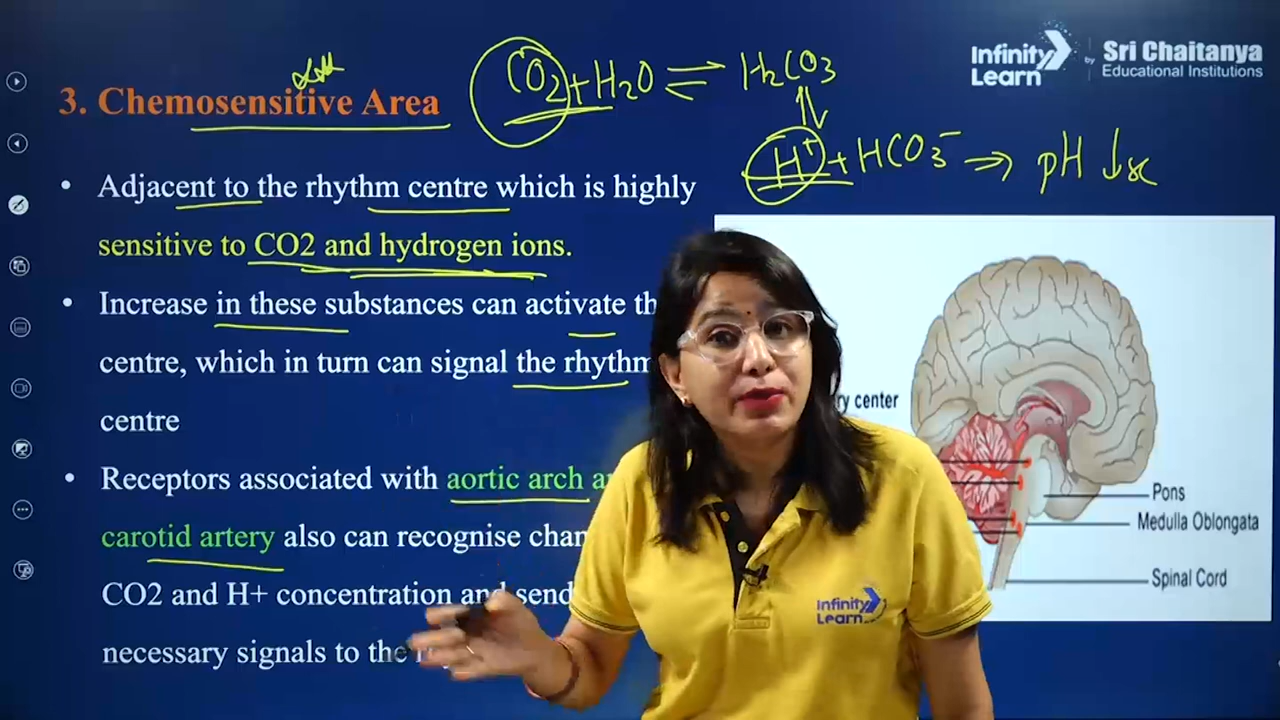 Infinity Learn by Sri Chaitanya Educational Institutions
3. Chemosensitive Area
CO2 + H2O ⇌ H2CO3
H+ + HCO3- ⇒ pH ↓se
• Adjacent to the rhythm centre which is highly
sensitive to CO2 and hydrogen ions.
• Increase in these substances can activate th
centre, which in turn can signal the rhythm
centre
• Receptors associated with aortic arch a
carotid artery also can recognise chan
CO2 and H+ concentration and send
necessary signals to the
ry center
Pons
Medulla Oblongata
Spinal Cord
Infinity Learn